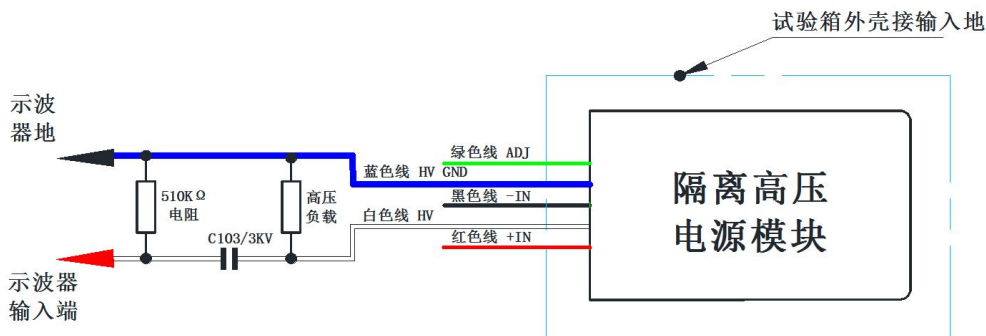 试验箱外壳接输入地
示波
器地
绿色线 ADJ
蓝色线 HV GND
黑色线 -IN
白色线 HV
红色线 +IN
510KΩ
电阻
高压
负载
C103/3KV
隔离高压
电源模块
示波器
输入端